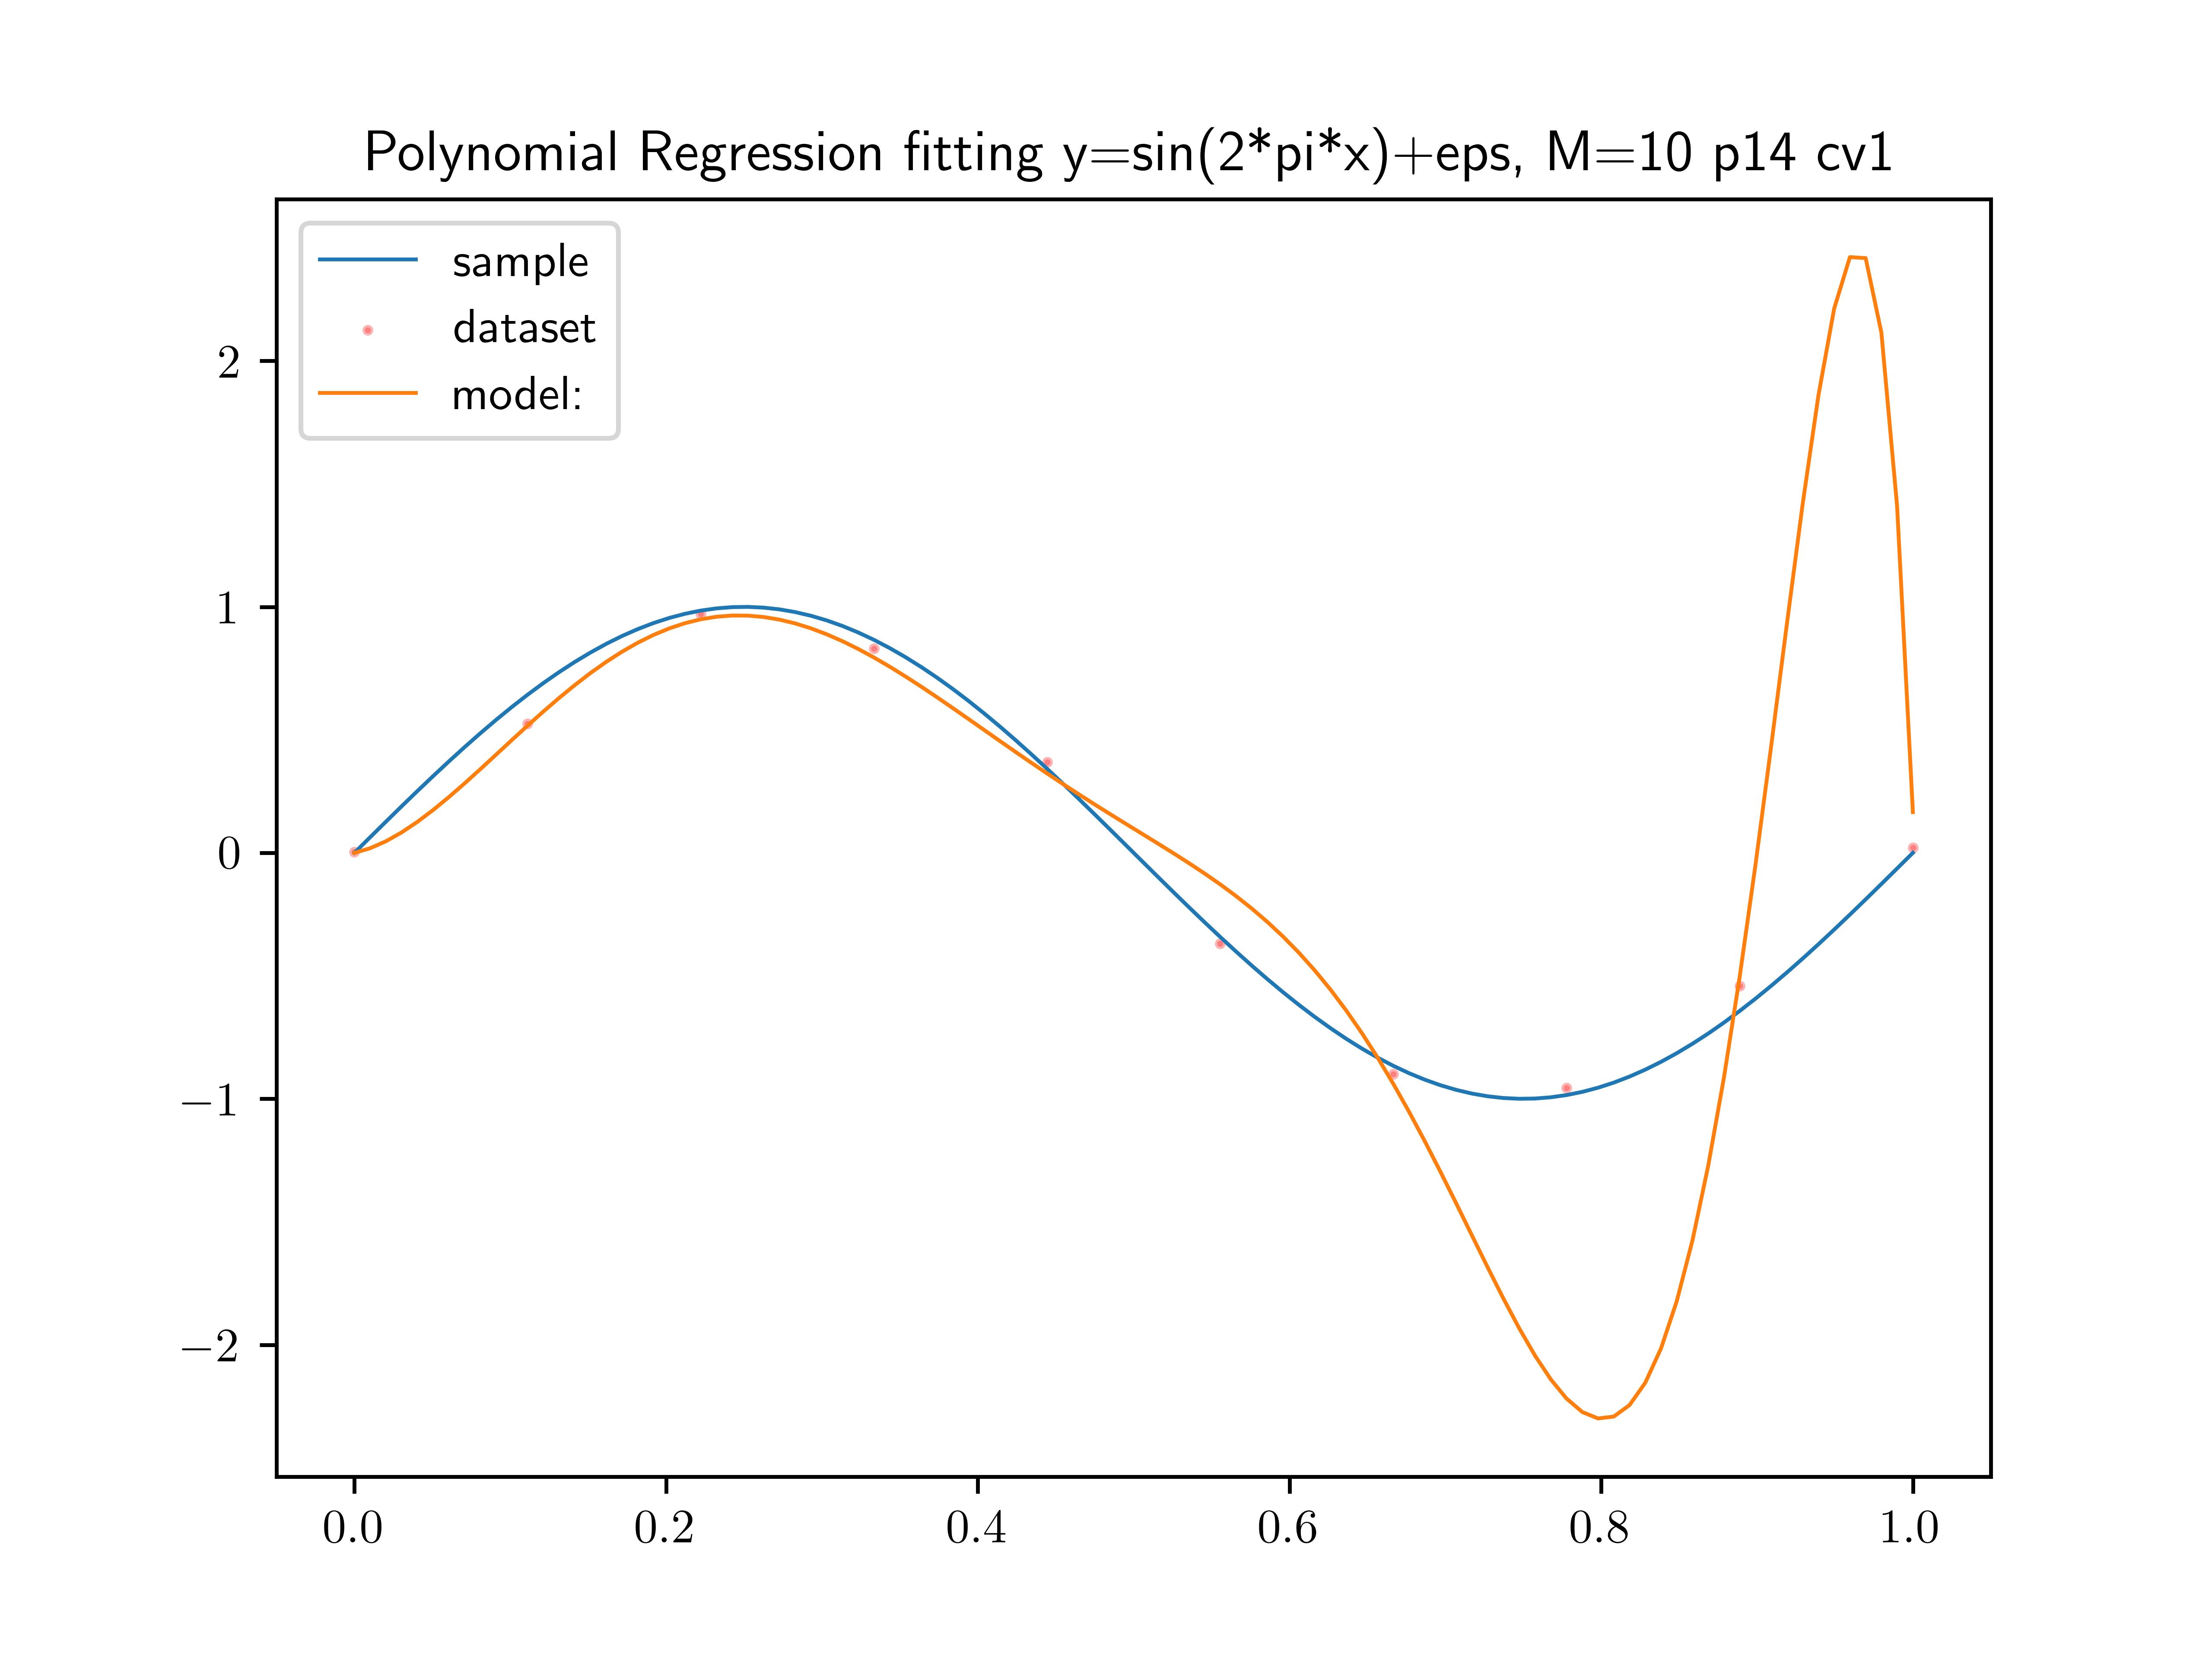 Polynomial Regression fitting y=sin(2*pi*x)+eps, M=10 p14 cv1
sample
dataset
model:
2
1
0
−1
−2
0.0 0.2 0.4 0.6 0.8 1.0